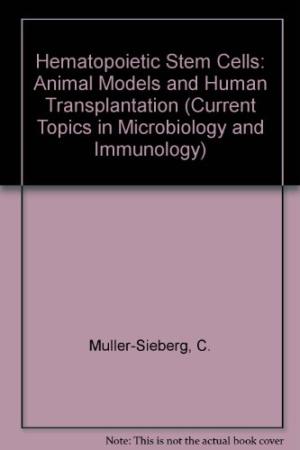 Hematopoietic Stem Cells:
Animal Models and Human
Transplantation (Current
Topics in Microbiology and
Immunology)
Muller-Sieberg, C.
Note: This is not the actual book cover